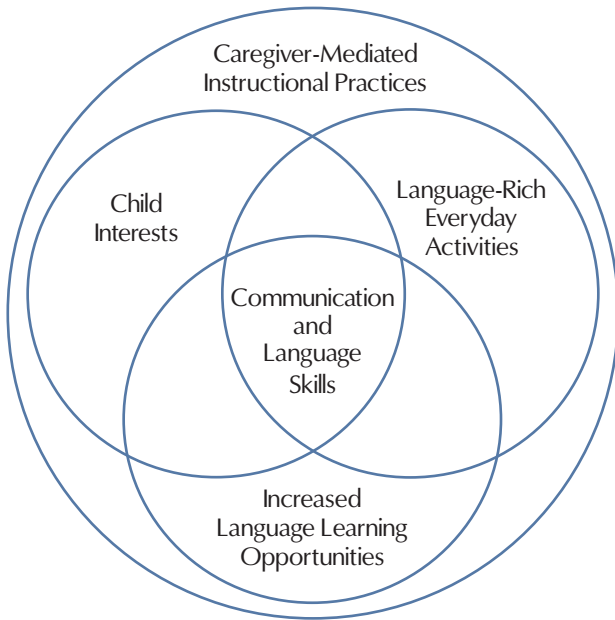 Caregiver-Mediated
Instructional Practices
Child
Interests
Language-Rich
Everyday
Activities
Communication
and
Language
Skills
Increased
Language Learning
Opportunities